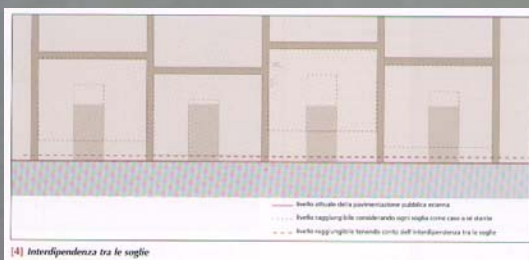 livello attuale della pavimentazione pubblica esterna
livello raggiungibile considerando ogni soglia come caso a sé stante
livello raggiungibile tenendo conto dell'interdipendenza tra le soglie
[4] Interdipendenza tra le soglie